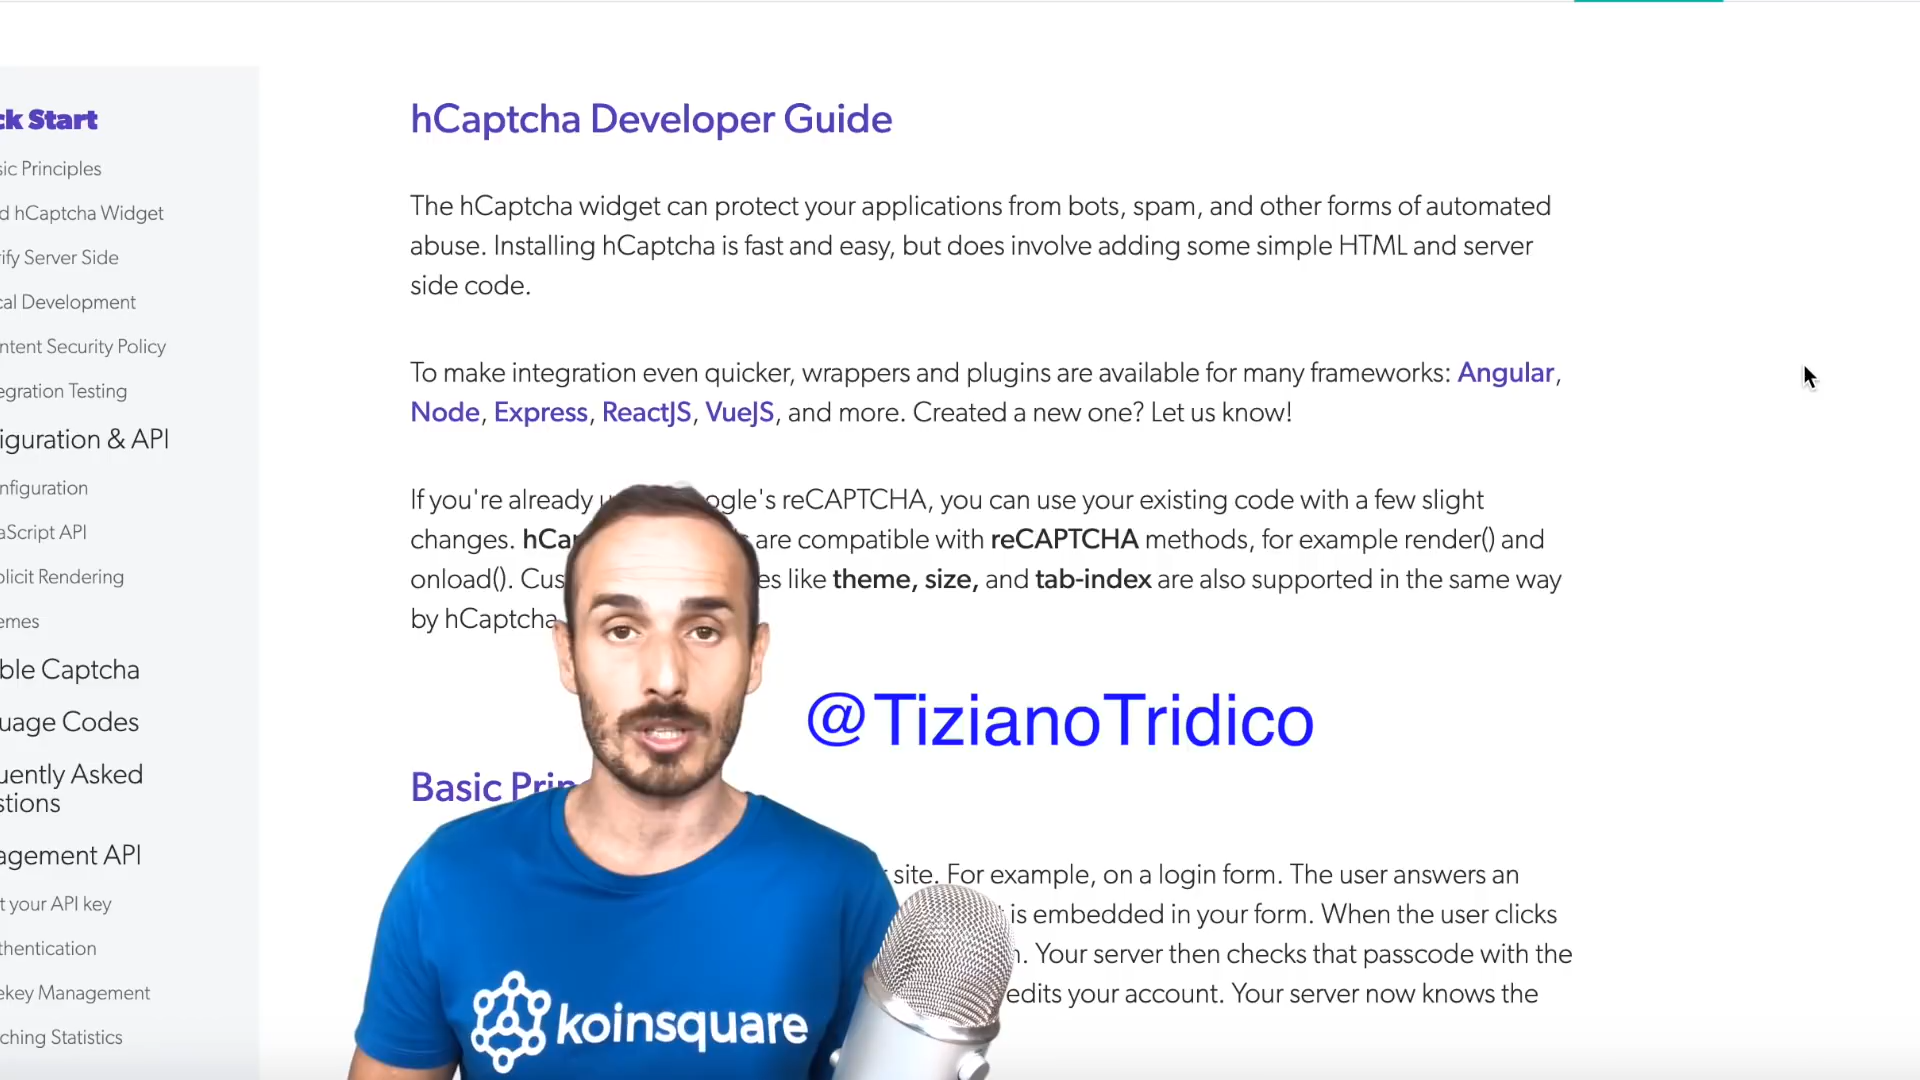 ck Start
sic Principles
d hCaptcha Widget
ify Server Side
cal Development
ntent Security Policy
egration Testing
iguration & API
nfiguration
aScript API
plicit Rendering
emes
ble Captcha
uage Codes
uently Asked
stions
agement API
t your API key
thentication
ekey Management
ching Statistics
hCaptcha Developer Guide
The hCaptcha widget can protect your applications from bots, spam, and other forms of automated
abuse. Installing hCaptcha is fast and easy, but does involve adding some simple HTML and server
side code.
To make integration even quicker, wrappers and plugins are available for many frameworks: Angular,
Node, Express, ReactJS, VueJS, and more. Created a new one? Let us know!
If you're already ogle's reCAPTCHA, you can use your existing code with a few slight
changes. hCap are compatible with reCAPTCHA methods, for example render() and
onload(). Cus es like theme, size, and tab-index are also supported in the same way
by hCaptcha
@TizianoTridico
Basic Prin
site. For example, on a login form. The user answers an
is embedded in your form. When the user clicks
. Your server then checks that passcode with the
edits your account. Your server now knows the
koinsquare